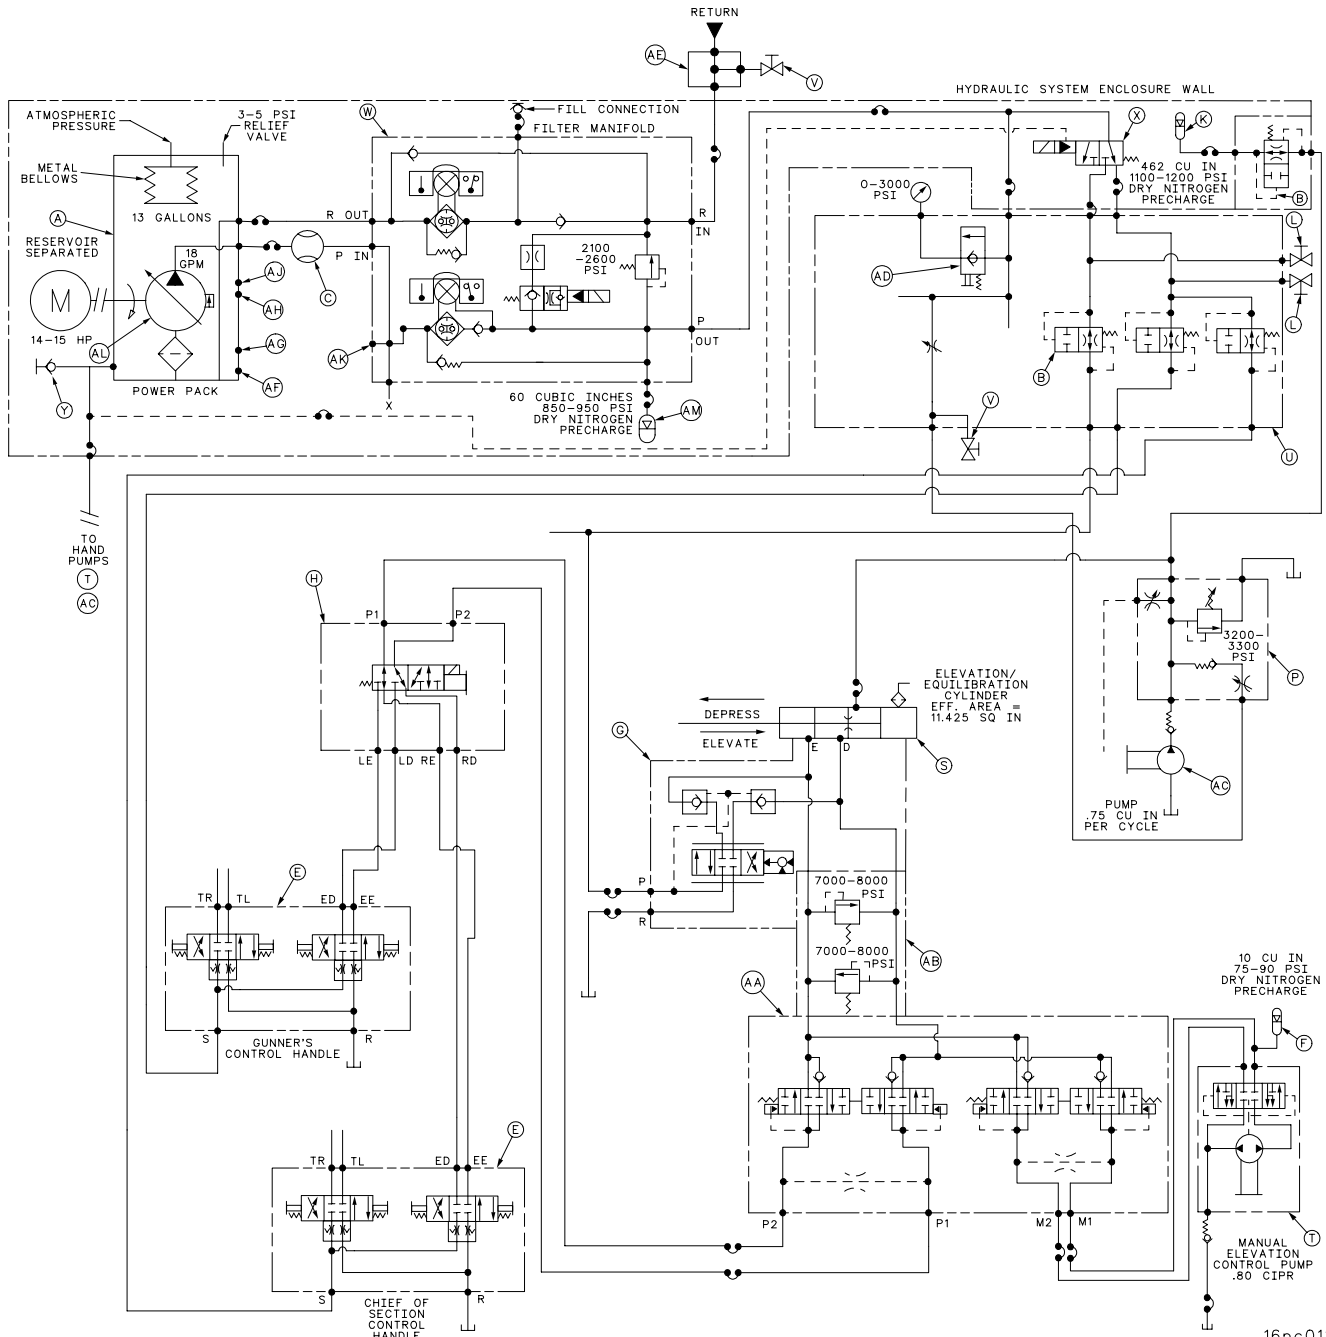 RETURN
AE
V
HYDRAULIC SYSTEM ENCLOSURE WALL
ATMOSPHERIC
PRESSURE
3-5 PSI
RELIEF
VALVE
W
FILL CONNECTION
FILTER MANIFOLD
K
X
METAL
BELLOWS
0-3000
PSI
462 CU IN
1100-1200 PSI
DRY NITROGEN
PRECHARGE
B
A
13 GALLONS
R OUT
R
IN
RESERVOIR
SEPARATED
18
GPM
P IN
2100
-2600
PSI
L
AJ
C
AD
M
AH
L
14-15 HP
AL
AG
AK
P
OUT
B
Y
POWER PACK
AF
X
60 CUBIC INCHES
850-950 PSI
DRY NITROGEN
PRECHARGE
AM
V
U
TO
HAND
PUMPS
T
AC
H
P1
P2
3200-
3300
PSI
P
ELEVATION/
EQUILIBRATION
CYLINDER
EFF. AREA =
11.425 SQ IN
DEPRESS
G
ELEVATE
E
D
S
LE
LD
RE
RD
AC
PUMP
.75 CU IN
PER CYCLE
E
TR
TL
ED
EE
P
R
7000-8000
PSI
7000-8000
PSI
AB
10 CU IN
75-90 PSI
DRY NITROGEN
PRECHARGE
AA
F
S
R
GUNNER'S
CONTROL HANDLE
E
TR
TL
ED
EE
P2
P1
M2
M1
T
MANUAL
ELEVATION
CONTROL PUMP
.80 CIPR
S
R
CHIEF OF
SECTION
CONTROL
HANDLE